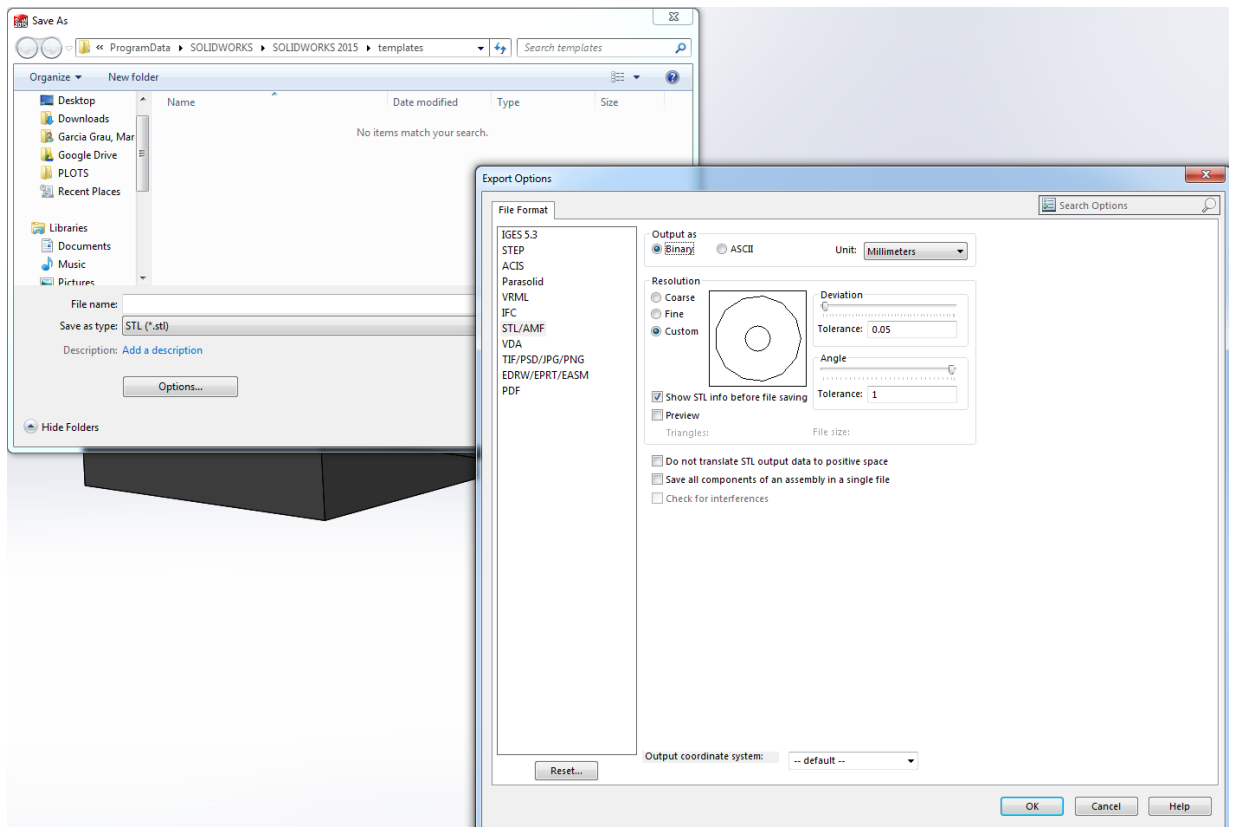 Save As
« ProgramData ▸ SOLIDWORKS ▸ SOLIDWORKS 2015 ▸ templates
Search templates
Organize
New folder
Desktop
Downloads
Garcia Grau, Mar
Google Drive
PLOTS
Recent Places
Libraries
Documents
Music
Pictures
Name
Date modified
Type
Size
No items match your search.
File name:
Save as type: STL (*.stl)
Description: Add a description
Options...
Hide Folders
Export Options
File Format
Search Options
IGES 5.3
STEP
ACIS
Parasolid
VRML
IFC
STL/AMF
VDA
TIF/PSD/JPG/PNG
EDRW/EPRT/EASM
PDF
Reset...
Output as
Binary
ASCII
Unit: Millimeters
Resolution
Coarse
Fine
Custom
Deviation
Tolerance: 0.05
Angle
Tolerance: 1
Show STL info before file saving
Preview
Triangles:
File size:
Do not translate STL output data to positive space
Save all components of an assembly in a single file
Check for interferences
Output coordinate system: -- default --
OK
Cancel
Help